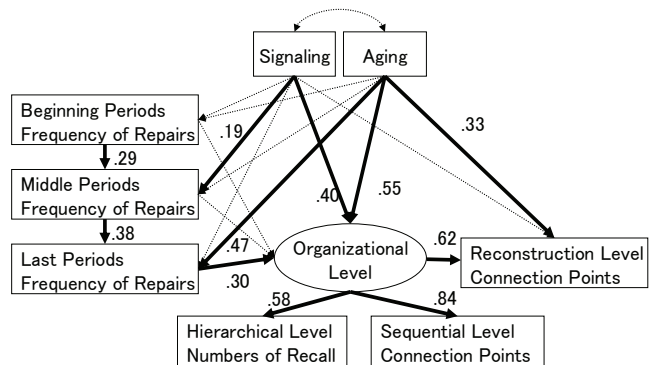 Signaling
Aging
Beginning Periods
Frequency of Repairs
.19
.33
.29
Middle Periods
Frequency of Repairs
.40
.55
.38
.47
Last Periods
Frequency of Repairs
.30
Organizational
Level
.62
Reconstruction Level
Connection Points
.58
.84
Hierarchical Level
Numbers of Recall
Sequential Level
Connection Points